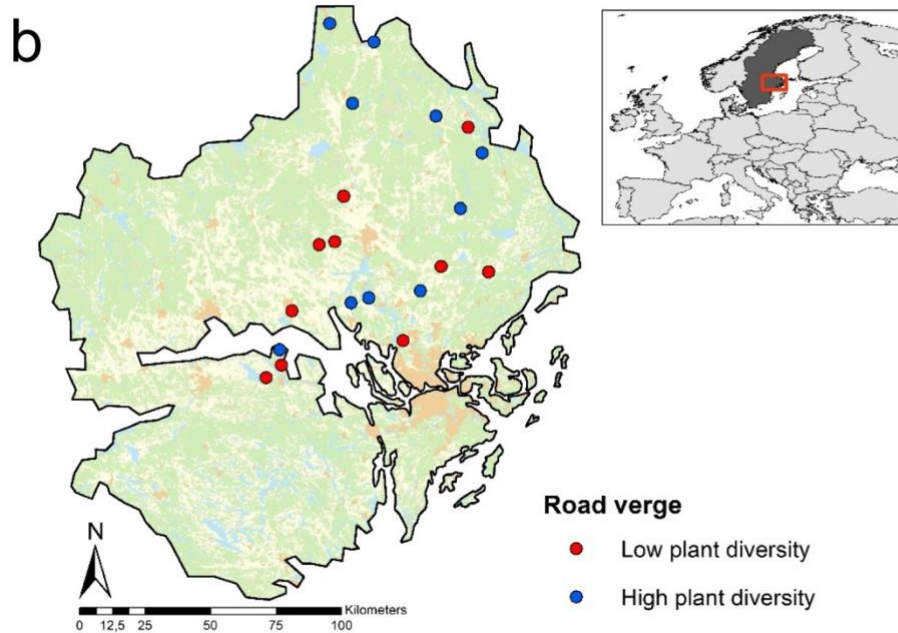 b
Road verge
Low plant diversity
High plant diversity
N
Kilometers
0 12,5 25 50 75 100